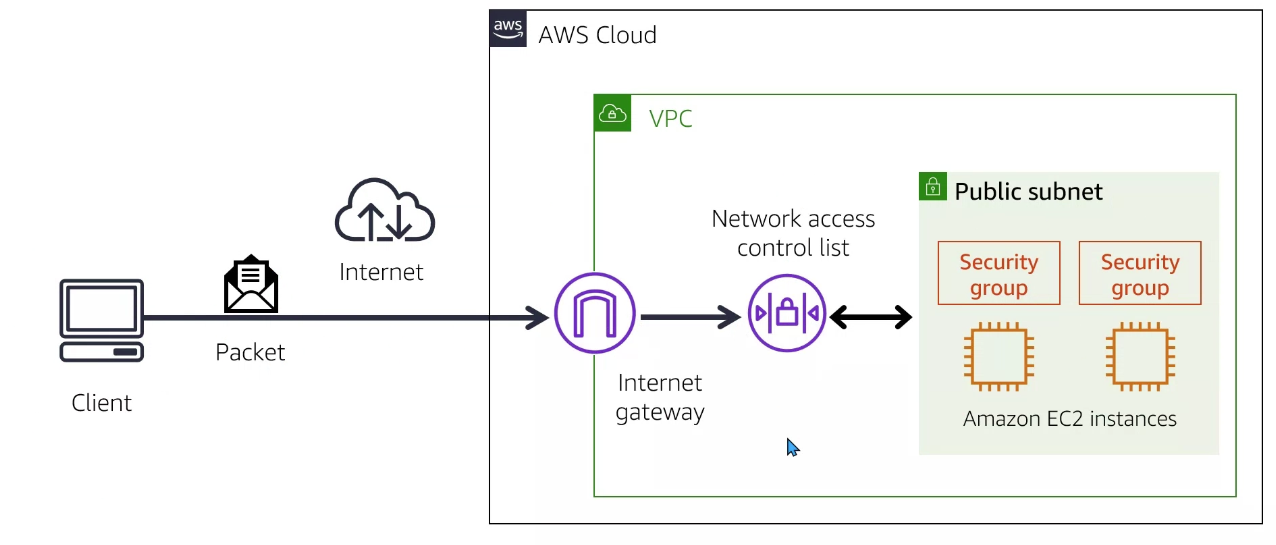 aws
AWS Cloud
VPC
Public subnet
Network access
control list
Security
group
Security
group
Internet
Packet
Client
Internet
gateway
Amazon EC2 instances